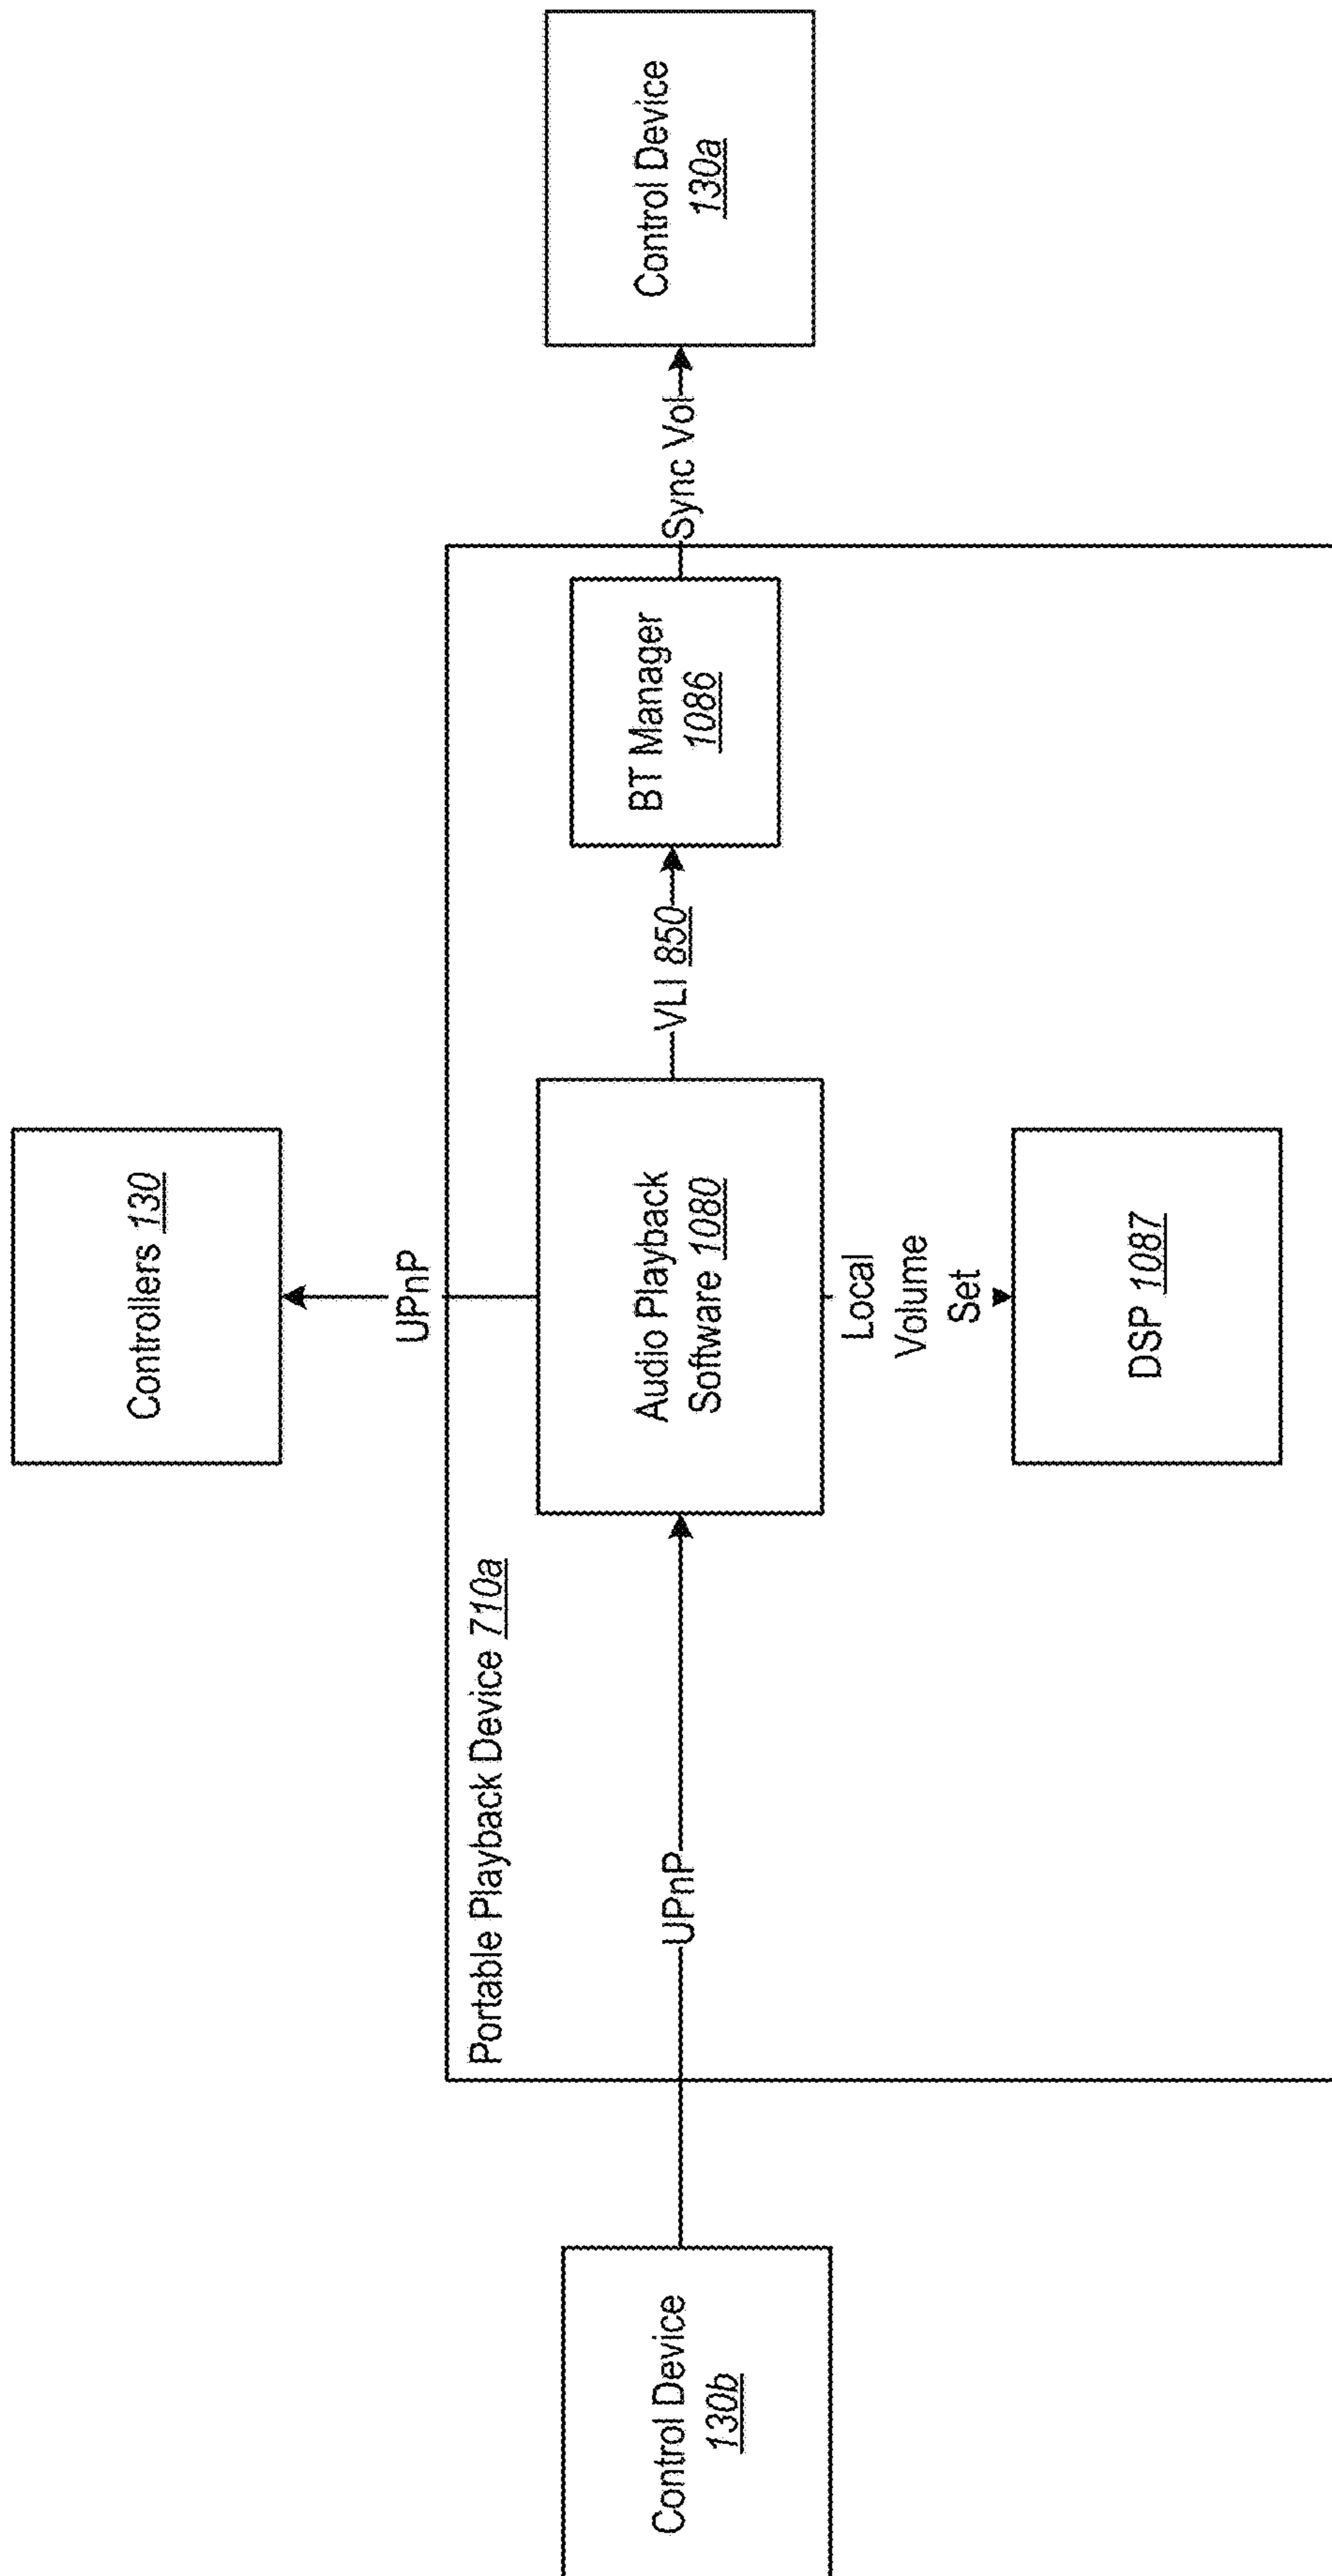 Controllers 130
UPnP
Portable Playback Device 710a
Control Device
130b
UPnP
Audio Playback
Software 1080
VLI 850
BT Manager
1086
Sync Vol
Control Device
130a
Local
Volume
Set
DSP 1087